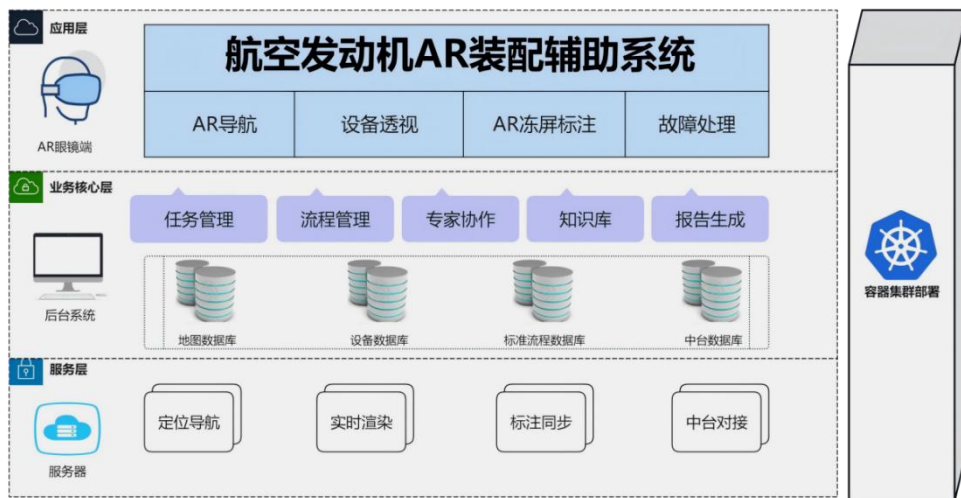 应用层
航空发动机AR装配辅助系统
AR导航
设备透视
AR冻屏标注
故障处理
AR眼镜端
业务核心层
任务管理
流程管理
专家协作
知识库
报告生成
后台系统
地图数据库
设备数据库
标准流程数据库
中台数据库
容器集群部署
服务层
定位导航
实时渲染
标注同步
中台对接
服务器